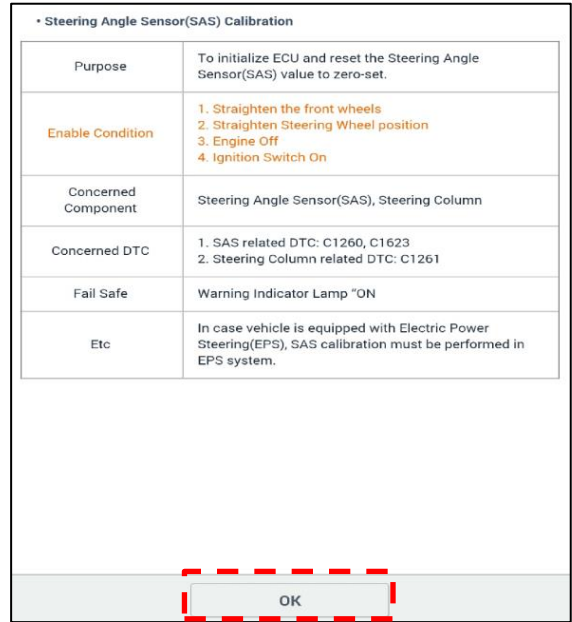 • Steering Angle Sensor(SAS) Calibration
Purpose
To initialize ECU and reset the Steering Angle
Sensor(SAS) value to zero-set.
Enable Condition
1. Straighten the front wheels
2. Straighten Steering Wheel position
3. Engine Off
4. Ignition Switch On
Concerned
Component
Steering Angle Sensor(SAS), Steering Column
Concerned DTC
1. SAS related DTC: C1260, C1623
2. Steering Column related DTC: C1261
Fail Safe
Warning Indicator Lamp "ON
Etc
In case vehicle is equipped with Electric Power
Steering(EPS), SAS calibration must be performed in
EPS system.
OK